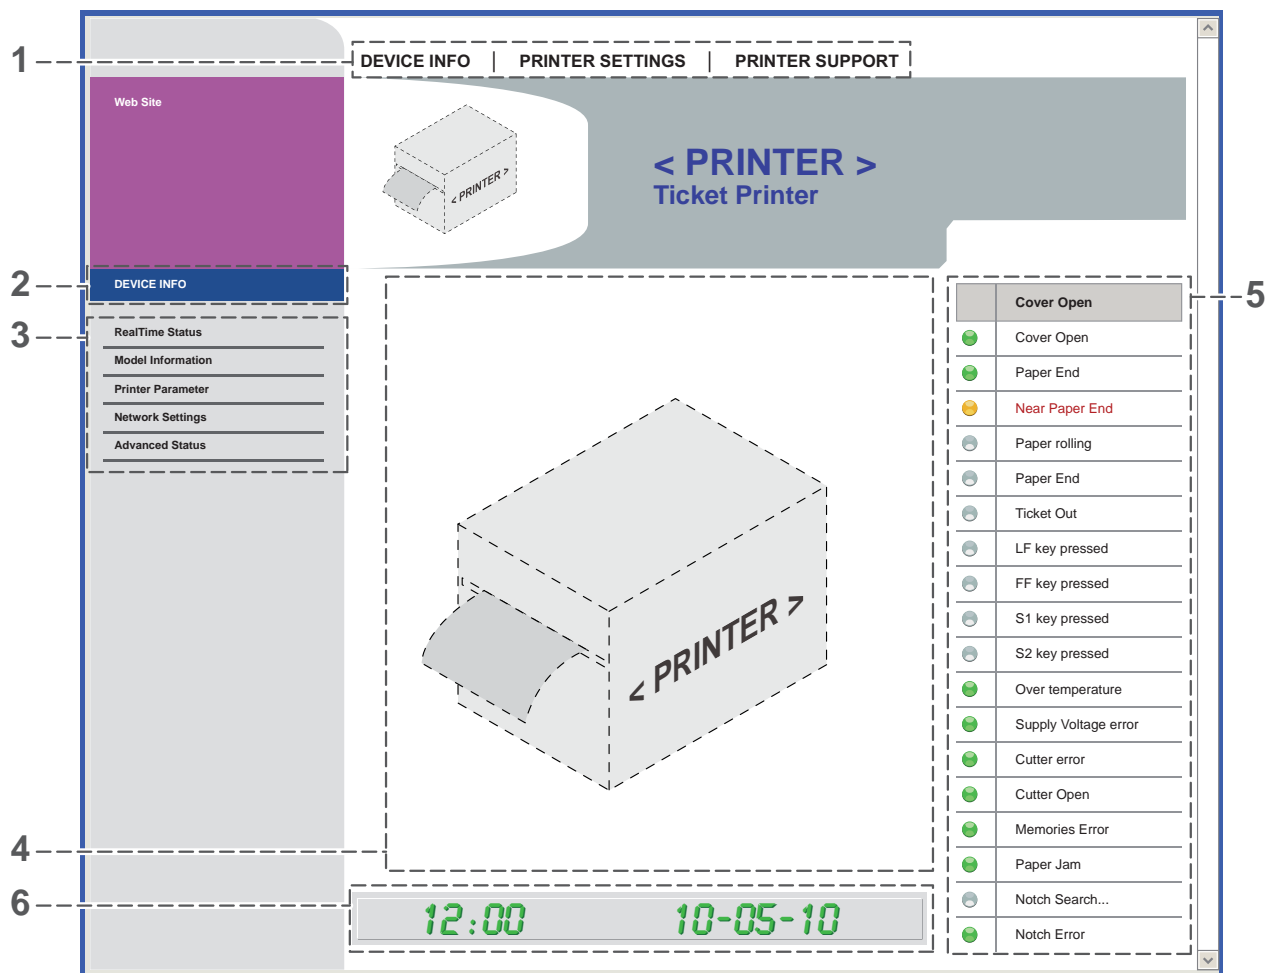 1
DEVICE INFO | PRINTER SETTINGS | PRINTER SUPPORT
Web Site
< PRINTER >
< PRINTER >
Ticket Printer
2
DEVICE INFO
3
RealTime Status
Model Information
Printer Parameter
Network Settings
Advanced Status
4
< PRINTER >
5
Cover Open
Cover Open
Paper End
Near Paper End
Paper rolling
Paper End
Ticket Out
LF key pressed
FF key pressed
S1 key pressed
S2 key pressed
Over temperature
Supply Voltage error
Cutter error
Cutter Open
Memories Error
Paper Jam
Notch Search...
Notch Error
6
12:00 10-05-10